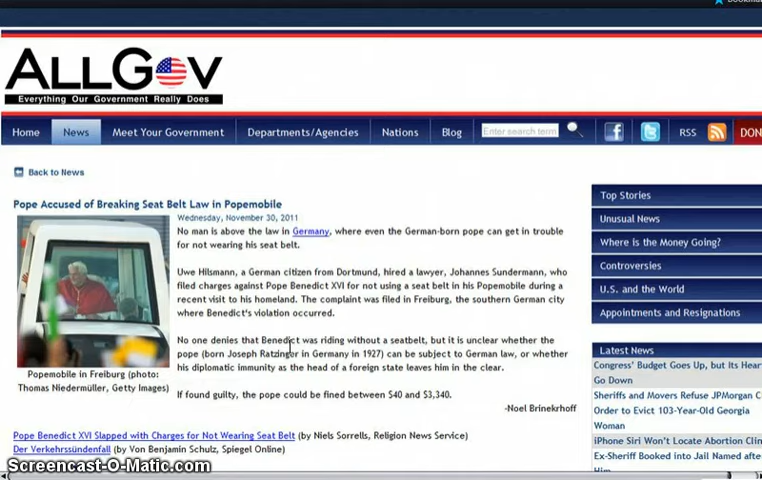 ALLGOV
Everything Our Government Really Does
Home News Meet Your Government Departments/Agencies Nations Blog Enter search term RSS DON
Back to News
Pope Accused of Breaking Seat Belt Law in Popemobile
Wednesday, November 30, 2011
No man is above the law in Germany, where even the German-born pope can get in trouble
for not wearing his seat belt.
Uwe Hilsmann, a German citizen from Dortmund, hired a lawyer, Johannes Sundermann, who
filed charges against Pope Benedict XVI for not using a seat belt in his Popemobile during a
recent visit to his homeland. The complaint was filed in Freiburg, the southern German city
where Benedict's violation occurred.
No one denies that Benedict was riding without a seatbelt, but it is unclear whether the
pope (born Joseph Ratzinger in Germany in 1927) can be subject to German law, or whether
his diplomatic immunity as the head of a foreign state leaves him in the clear.
If found guilty, the pope could be fined between $40 and $3,340.
-Noel Brinekrhoff
Popemobile in Freiburg (photo:
Thomas Niedermüller, Getty Images)
Pope Benedict XVI Slapped with Charges for Not Wearing Seat Belt (by Niels Sorrells, Religion News Service)
Der Verkehrssündenfall (by Von Benjamin Schulz, Spiegel Online)
Top Stories
Unusual News
Where is the Money Going?
Controversies
U.S. and the World
Appointments and Resignations
Latest News
Congress' Budget Goes Up, but Its Hear
Go Down
Sheriffs and Movers Refuse JPMorgan C
Order to Evict 103-Year-Old Georgia
Woman
iPhone Siri Won't Locate Abortion Clin
Ex-Sheriff Booked into Jail Named afte
Him
Screencast-O-Matic.com